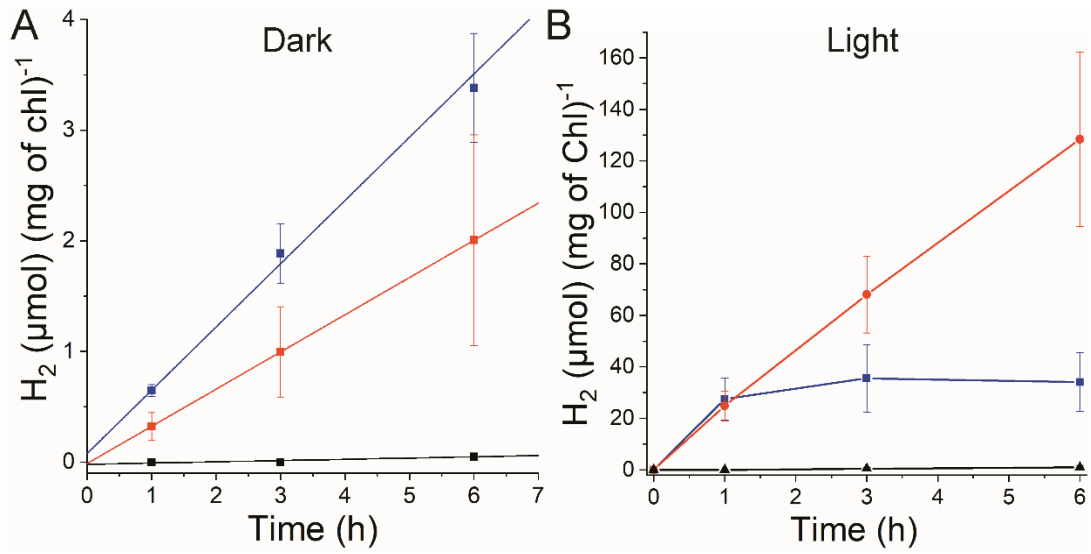 A
Dark
H₂ (μmol) (mg of chl)⁻¹
4
3
2
1
0
0 1 2 3 4 5 6 7
Time (h)
B
Light
H₂ (μmol) (mg of Chl)⁻¹
160
140
120
100
80
60
40
20
0
0 1 2 3 4 5 6
Time (h)